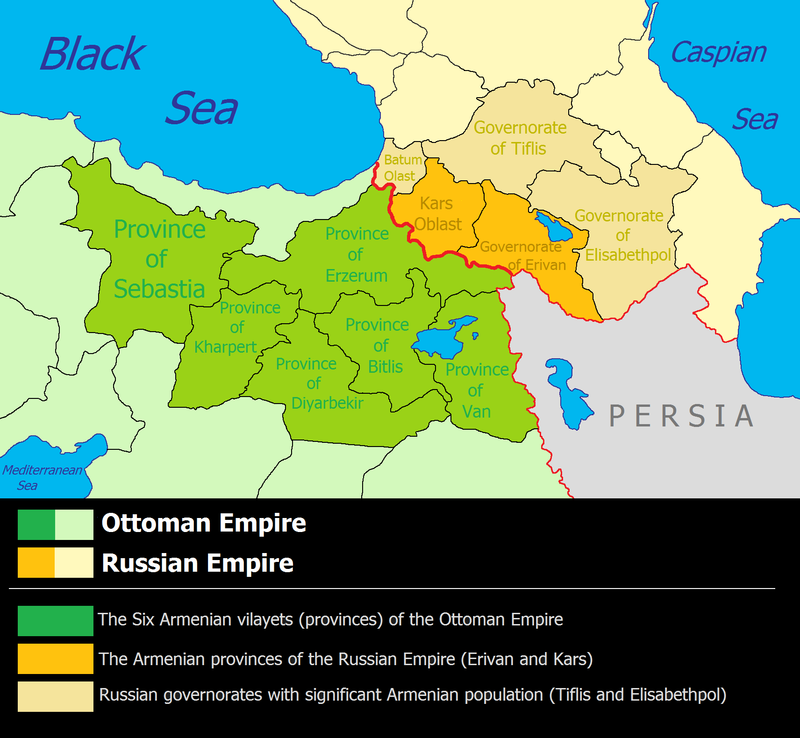 Black
Sea
Caspian
Sea
Governorate
of Tiflis
Batum
Olast
Kars
Oblast
Governorate
of
Elisabethpol
Governorate
of Erivan
Province
of
Sebastia
Province
of
Erzerum
Province
of
Kharpert
Province
of
Bitlis
Province
of
Diyarbekir
Province
of
Van
PERSIA
Mediterranean
Sea
Ottoman Empire
Russian Empire
The Six Armenian vilayets (provinces) of the Ottoman Empire
The Armenian provinces of the Russian Empire (Erivan and Kars)
Russian governorates with significant Armenian population (Tiflis and Elisabethpol)